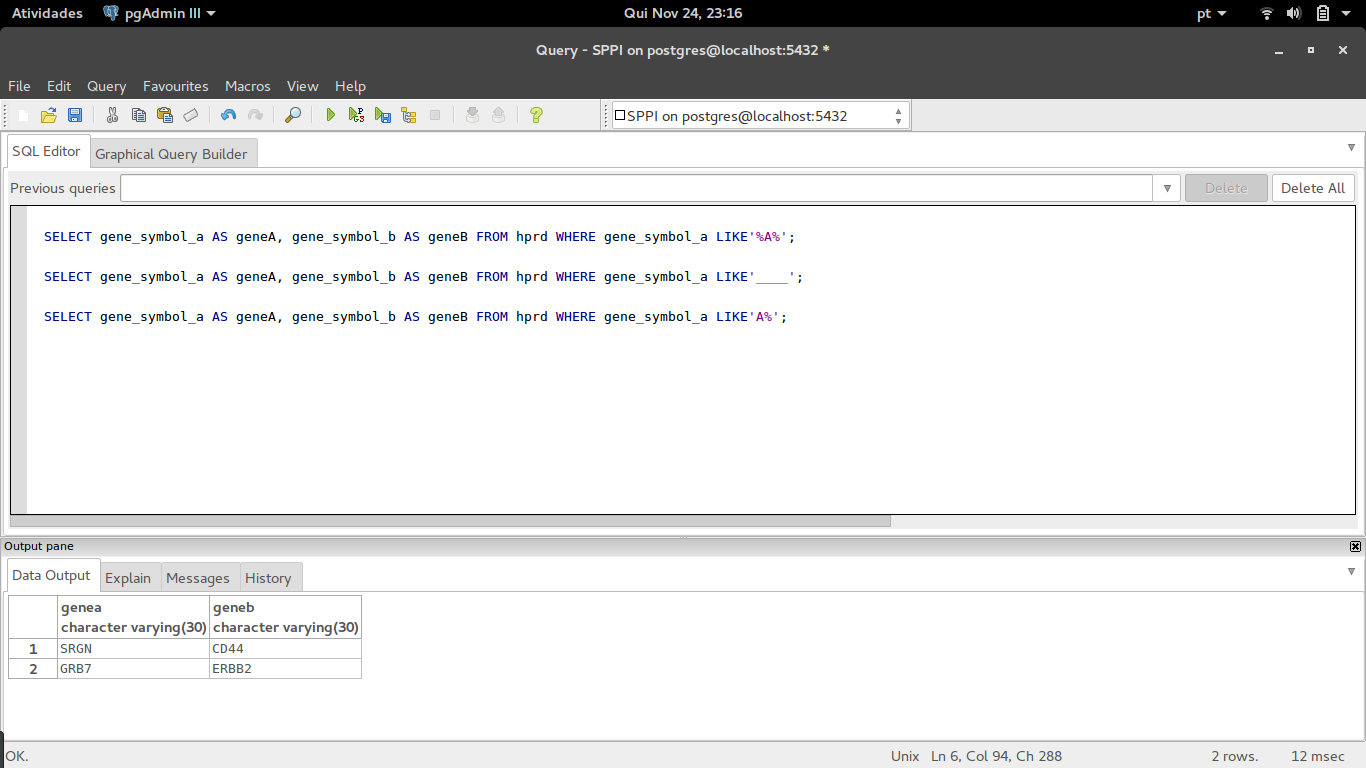 Atividades pgAdmin III Qui Nov 24, 23:16 pt
Query - SPPI on postgres@localhost:5432 *
File Edit Query Favourites Macros View Help
SPPI on postgres@localhost:5432
SQL Editor Graphical Query Builder
Previous queries Delete Delete All
SELECT gene_symbol_a AS geneA, gene_symbol_b AS geneB FROM hprd WHERE gene_symbol_a LIKE'%A%';
SELECT gene_symbol_a AS geneA, gene_symbol_b AS geneB FROM hprd WHERE gene_symbol_a LIKE'____';
SELECT gene_symbol_a AS geneA, gene_symbol_b AS geneB FROM hprd WHERE gene_symbol_a LIKE'A%';
Output pane
Data Output Explain Messages History
genea geneb
character varying(30) character varying(30)
1 SRGN CD44
2 GRB7 ERBB2
OK. Unix Ln 6, Col 94, Ch 288 2 rows. 12 msec